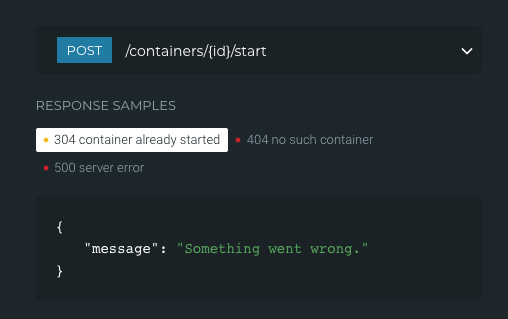 POST /containers/{id}/start
RESPONSE SAMPLES
304 container already started 404 no such container
500 server error
{
"message": "Something went wrong."
}